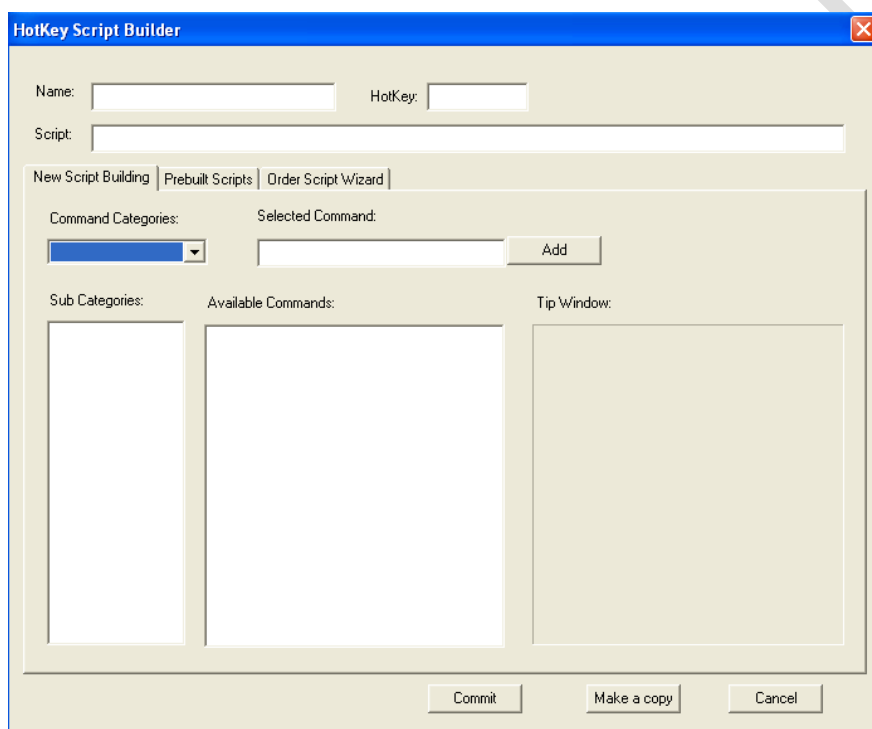 HotKey Script Builder
Name: HotKey:
Script:
New Script Building Prebuilt Scripts Order Script Wizard
Command Categories: Selected Command:
Add
Sub Categories: Available Commands: Tip Window:
Commit Make a copy Cancel